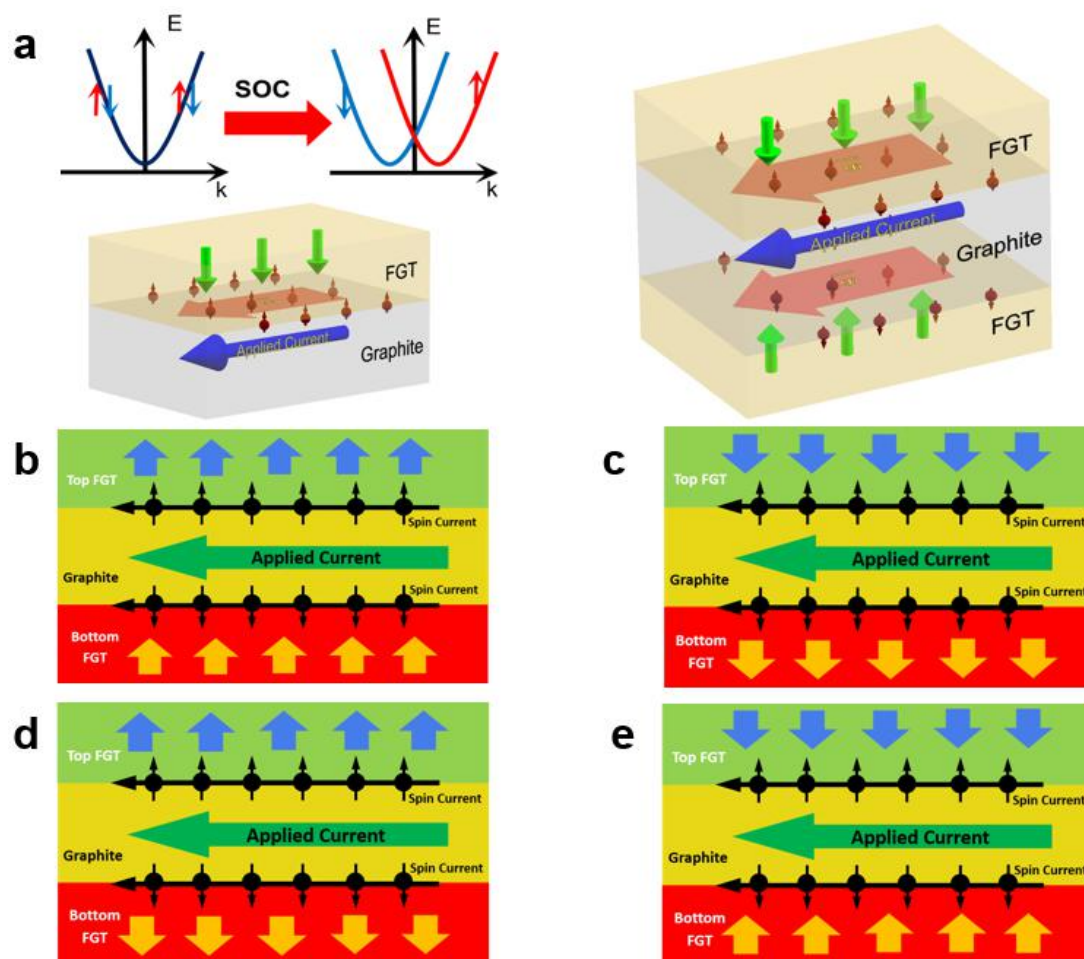 a
E
k
SOC
E
k
FGT
Applied Current
Graphite
FGT
Applied Current
Graphite
FGT
b
Top FGT
Spin Current
Applied Current
Graphite
Spin Current
Bottom
FGT
c
Top FGT
Spin Current
Applied Current
Graphite
Spin Current
Bottom
FGT
d
Top FGT
Spin Current
Applied Current
Graphite
Spin Current
Bottom
FGT
e
Top FGT
Spin Current
Applied Current
Graphite
Spin Current
Bottom
FGT